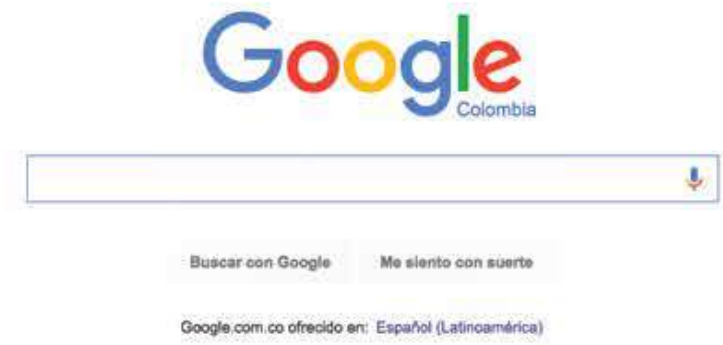 Google
Colombia
Buscar con Google Me siento con suerte
Google.com.co ofrecido en: Español (Latinoamérica)